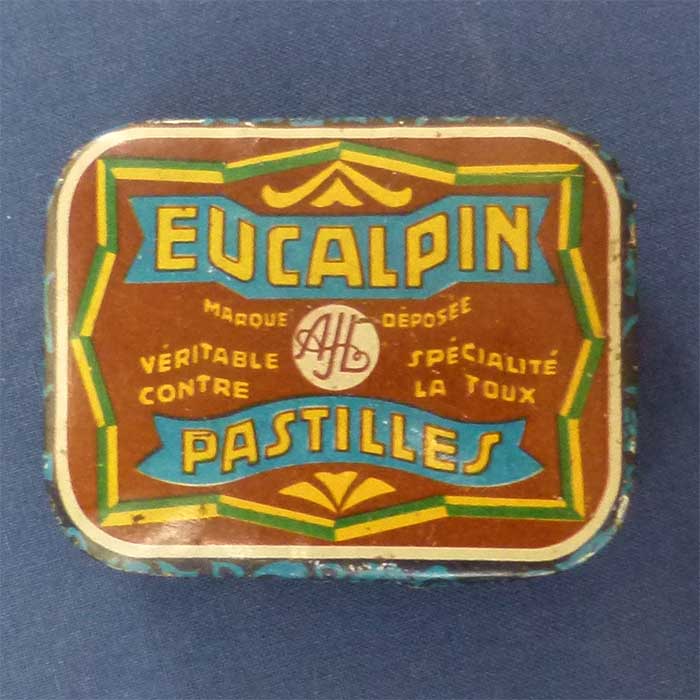 EUCALPIN
MARQUE DÉPOSÉE
AHL
VÉRITABLE SPÉCIALITÉ
CONTRE LA TOUX
PASTILLES